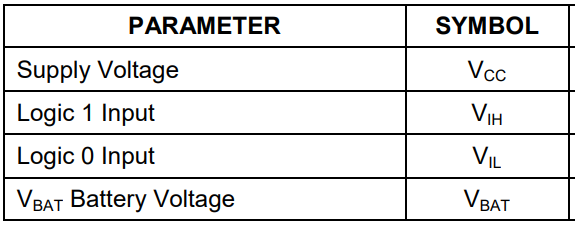 PARAMETER SYMBOL
Supply Voltage VCC
Logic 1 Input VIH
Logic 0 Input VIL
VBAT Battery Voltage VBAT